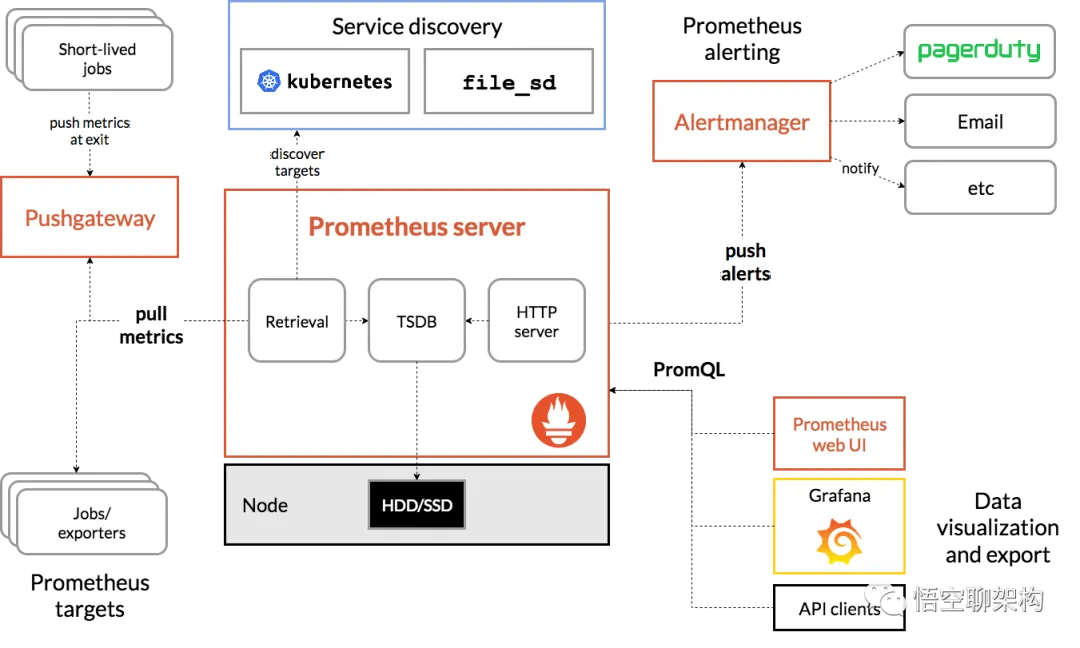 Short-lived
jobs
push metrics
at exit
Pushgateway
Service discovery
kubernetes
file_sd
discover
targets
Prometheus
alerting
Alertmanager
pagerduty
Email
etc
notify
push
alerts
Prometheus server
Retrieval
TSDB
HTTP
server
pull
metrics
PromQL
Node
HDD/SSD
Jobs/
exporters
Prometheus
targets
Prometheus
web UI
Grafana
API clients
Data
visualization
and export
悟空聊架构